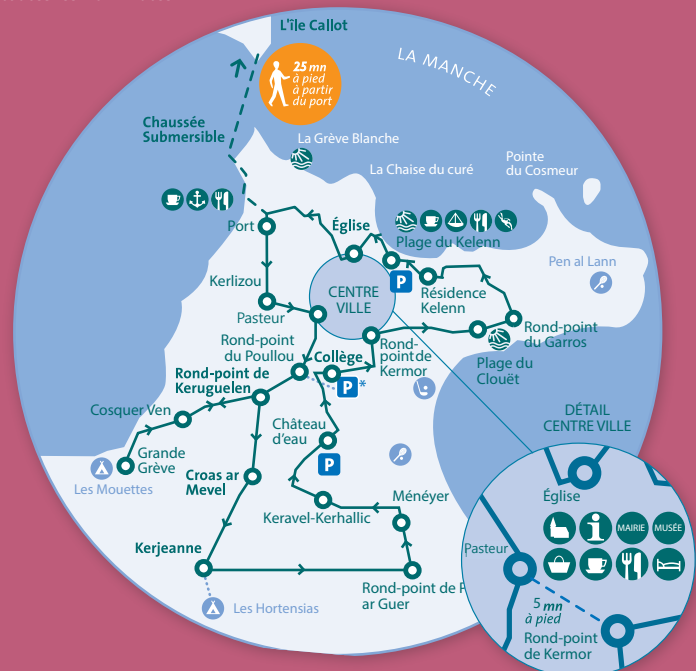 L'île Callot
LA MANCHE
25 mn
à pied
à partir
du port
Chaussée
Submersible
La Grève Blanche
La Chaise du curé
Pointe
du Cosmeur
Port
Église
Plage du Kelenn
Pen al Lann
P
Kerlizou
CENTRE
VILLE
Résidence
Kelenn
Pasteur
Rond-point
du Garros
Rond-point
du Poullou
Collège
Rond-
point de
Kermor
Plage du
Clouët
Rond-point de
Keruguelen
P*
Cosquer Ven
DÉTAIL
CENTRE VILLE
Château
d'eau
Grande
Grève
P
Les Mouettes
Croas ar
Mevel
Keravel-Kerhallic
Ménéyer
Église
MAIRIE
MUSÉE
Kerjeanne
Pasteur
Rond-point de
ar Guer
Les Hortensias
5 mn
à pied
Rond-point
de Kermor